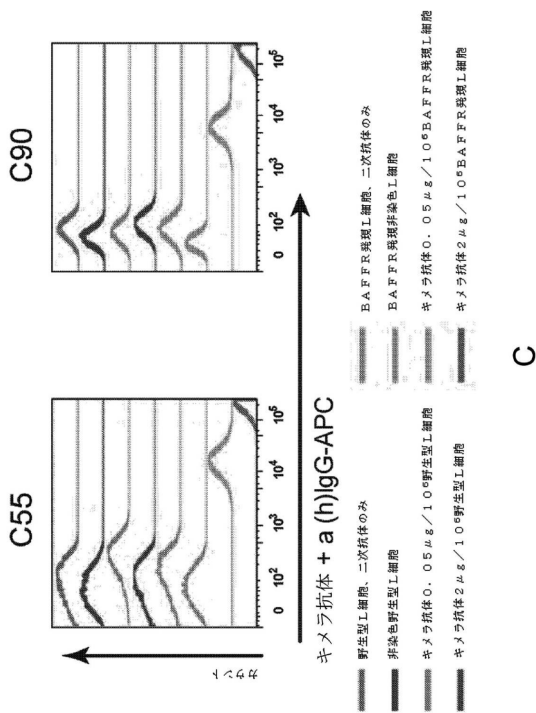 C55
C90
カウント
0 10² 10³ 10⁴ 10⁵
0 10² 10³ 10⁴ 10⁵
キメラ抗体 + a (h)IgG-APC
野生型L細胞、二次抗体のみ
非染色野生型L細胞
キメラ抗体0.05μg/10⁶野生型L細胞
キメラ抗体2μg/10⁶野生型L細胞
BAFFR発現L細胞、二次抗体のみ
BAFFR発現非染色L細胞
キメラ抗体0.05μg/10⁶BAFFR発現L細胞
キメラ抗体2μg/10⁶BAFFR発現L細胞
C